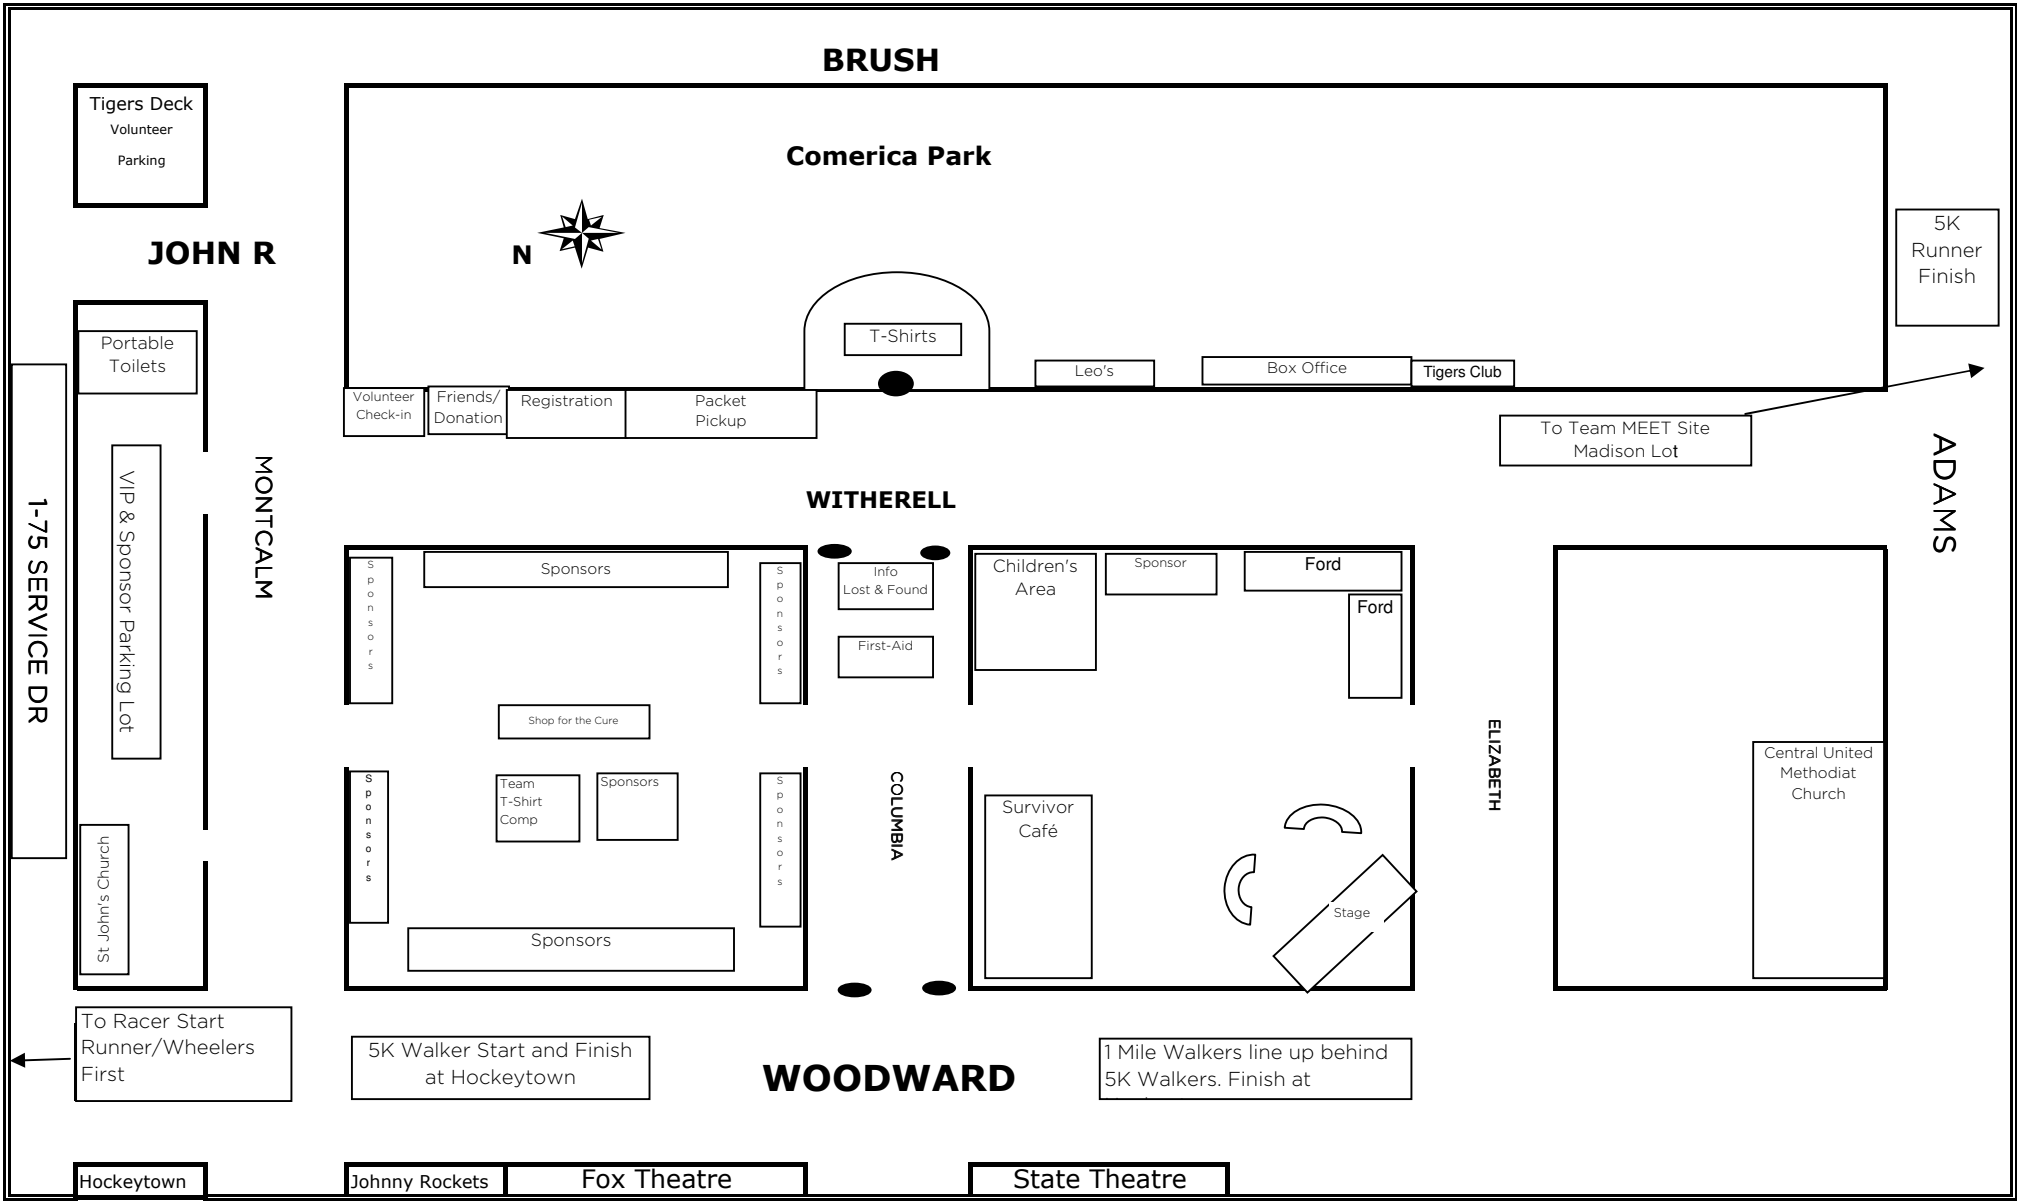 BRUSH
Tigers Deck
Volunteer
Parking
Comerica Park
JOHN R
N
5K
Runner
Finish
Portable
Toilets
T-Shirts
Leo's
Box Office
Tigers Club
Volunteer
Check-in
Friends/
Donation
Registration
Packet
Pickup
To Team MEET Site
Madison Lot
ADAMS
1-75 SERVICE DR
VIP & Sponsor Parking Lot
MONTCALM
WITHERELL
Sponsors
Sponsors
Sponsors
Info
Lost & Found
First-Aid
Children's
Area
Sponsor
Ford
Ford
Shop for the Cure
Team
T-Shirt
Comp
Sponsors
Sponsors
Sponsors
COLUMBIA
ELIZABETH
Survivor
Café
Stage
Central United
Methodiat
Church
St John's Church
Sponsors
To Racer Start
Runner/Wheelers
First
5K Walker Start and Finish
at Hockeytown
WOODWARD
1 Mile Walkers line up behind
5K Walkers. Finish at
Hockeytown
Johnny Rockets
Fox Theatre
State Theatre